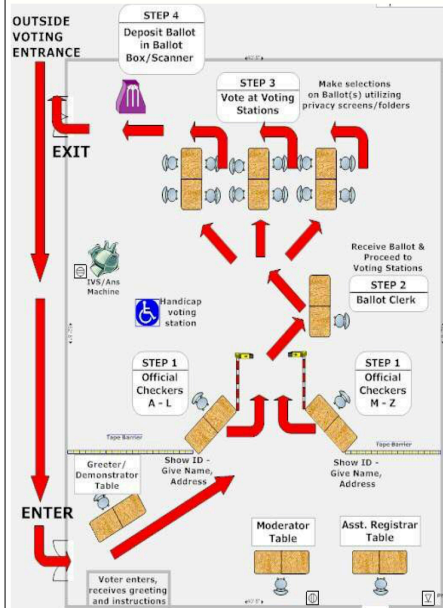 OUTSIDE
VOTING
ENTRANCE
STEP 4
Deposit Ballot
in Ballot
Box/Scanner
STEP 3
Vote at Voting
Stations
Make selections
on Ballot(s) utilizing
privacy screens/folders
EXIT
IVS/Ans
Machine
Handicap
voting
station
Receive Ballot &
Proceed to
Voting Stations
STEP 2
Ballot Clerk
STEP 1
Official
Checkers
A - L
STEP 1
Official
Checkers
M - Z
Tape Barrier
Tape Barrier
Show ID -
Give Name,
Address
Show ID -
Give Name,
Address
Greeter/
Demonstrator
Table
ENTER
Moderator
Table
Asst. Registrar
Table
Voter enters,
receives greeting
and instructions